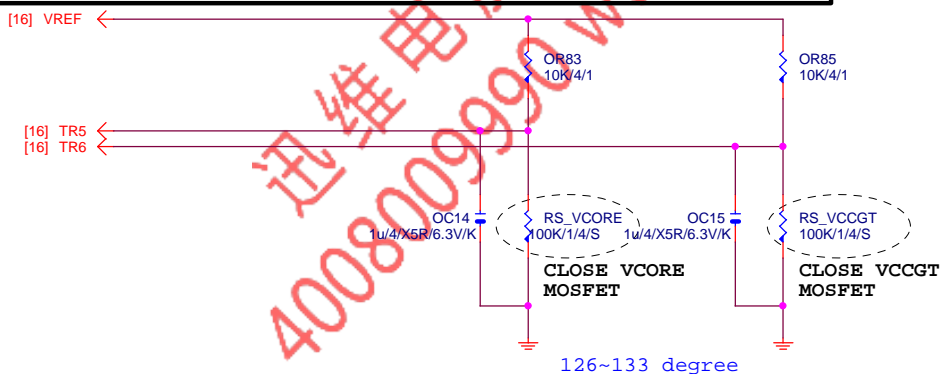 [16] VREF
OR83
10K/4/1
OR85
10K/4/1
[16] TR5
[16] TR6
OC14
1u/4/X5R/6.3V/K
RS_VCORE
100K/1/4/S
OC15
1u/4/X5R/6.3V/K
RS_VCCGT
100K/1/4/S
CLOSE VCORE
MOSFET
CLOSE VCCGT
MOSFET
126~133 degree
迅维电
4008009990 w